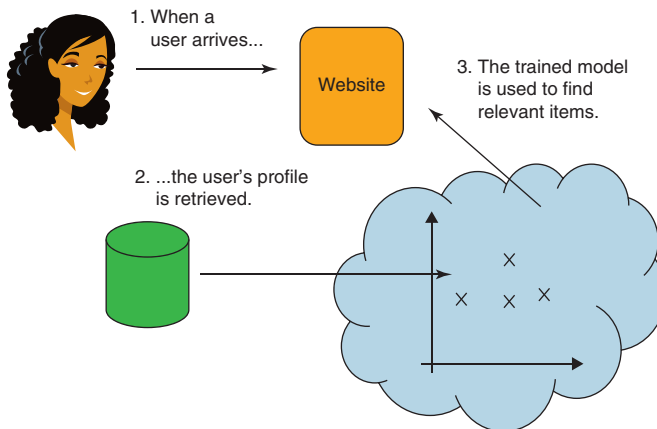 1. When a
user arrives...
Website
3. The trained model
is used to find
relevant items.
2. ...the user's profile
is retrieved.